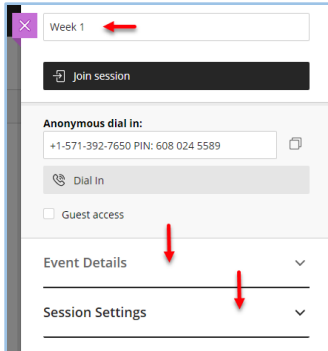 Week 1
Join session
Anonymous dial in:
+1-571-392-7650 PIN: 608 024 5589
Dial In
Guest access
Event Details
Session Settings